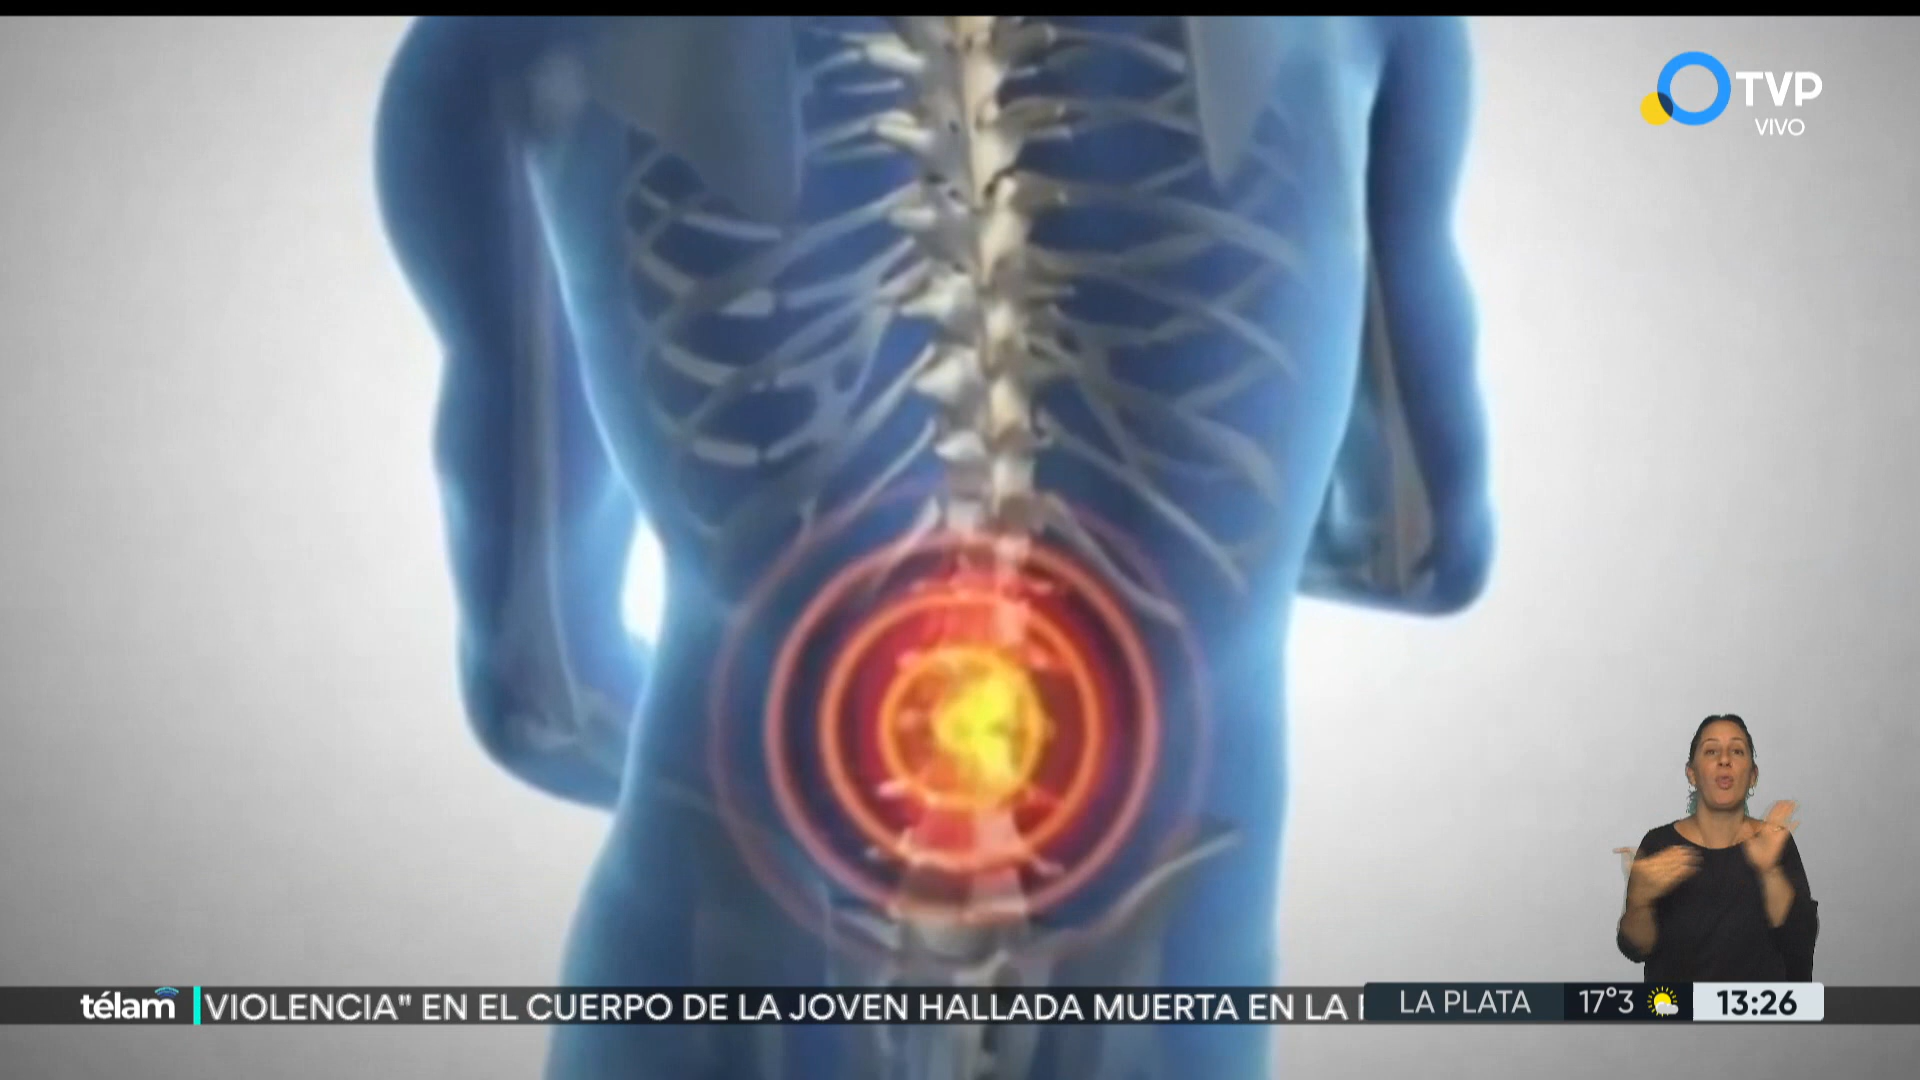 TVP
VIVO
télam VIOLENCIA" EN EL CUERPO DE LA JOVEN HALLADA MUERTA EN LA
LA PLATA 17°3 13:26